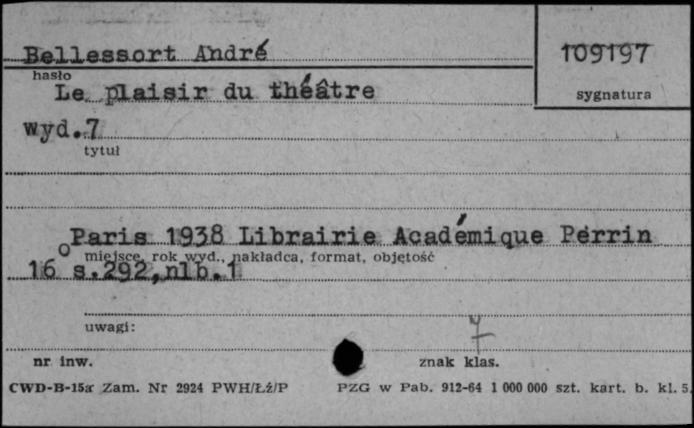 Bellessort André
109197
hasło
sygnatura
Le plaisir du théâtre
wyd.7
tytuł
Paris 1938 Librairie Académique Perrin
miejsce, rok wyd., nakładca, format, objętość
16° s.292,nlb.1
uwagi:
7
nr inw.
znak klas.
CWD-B-15a Zam. Nr 2924 PWH/Łź/P PZG w Pab. 912-64 1 000 000 szt. kart. b. kl. 5.